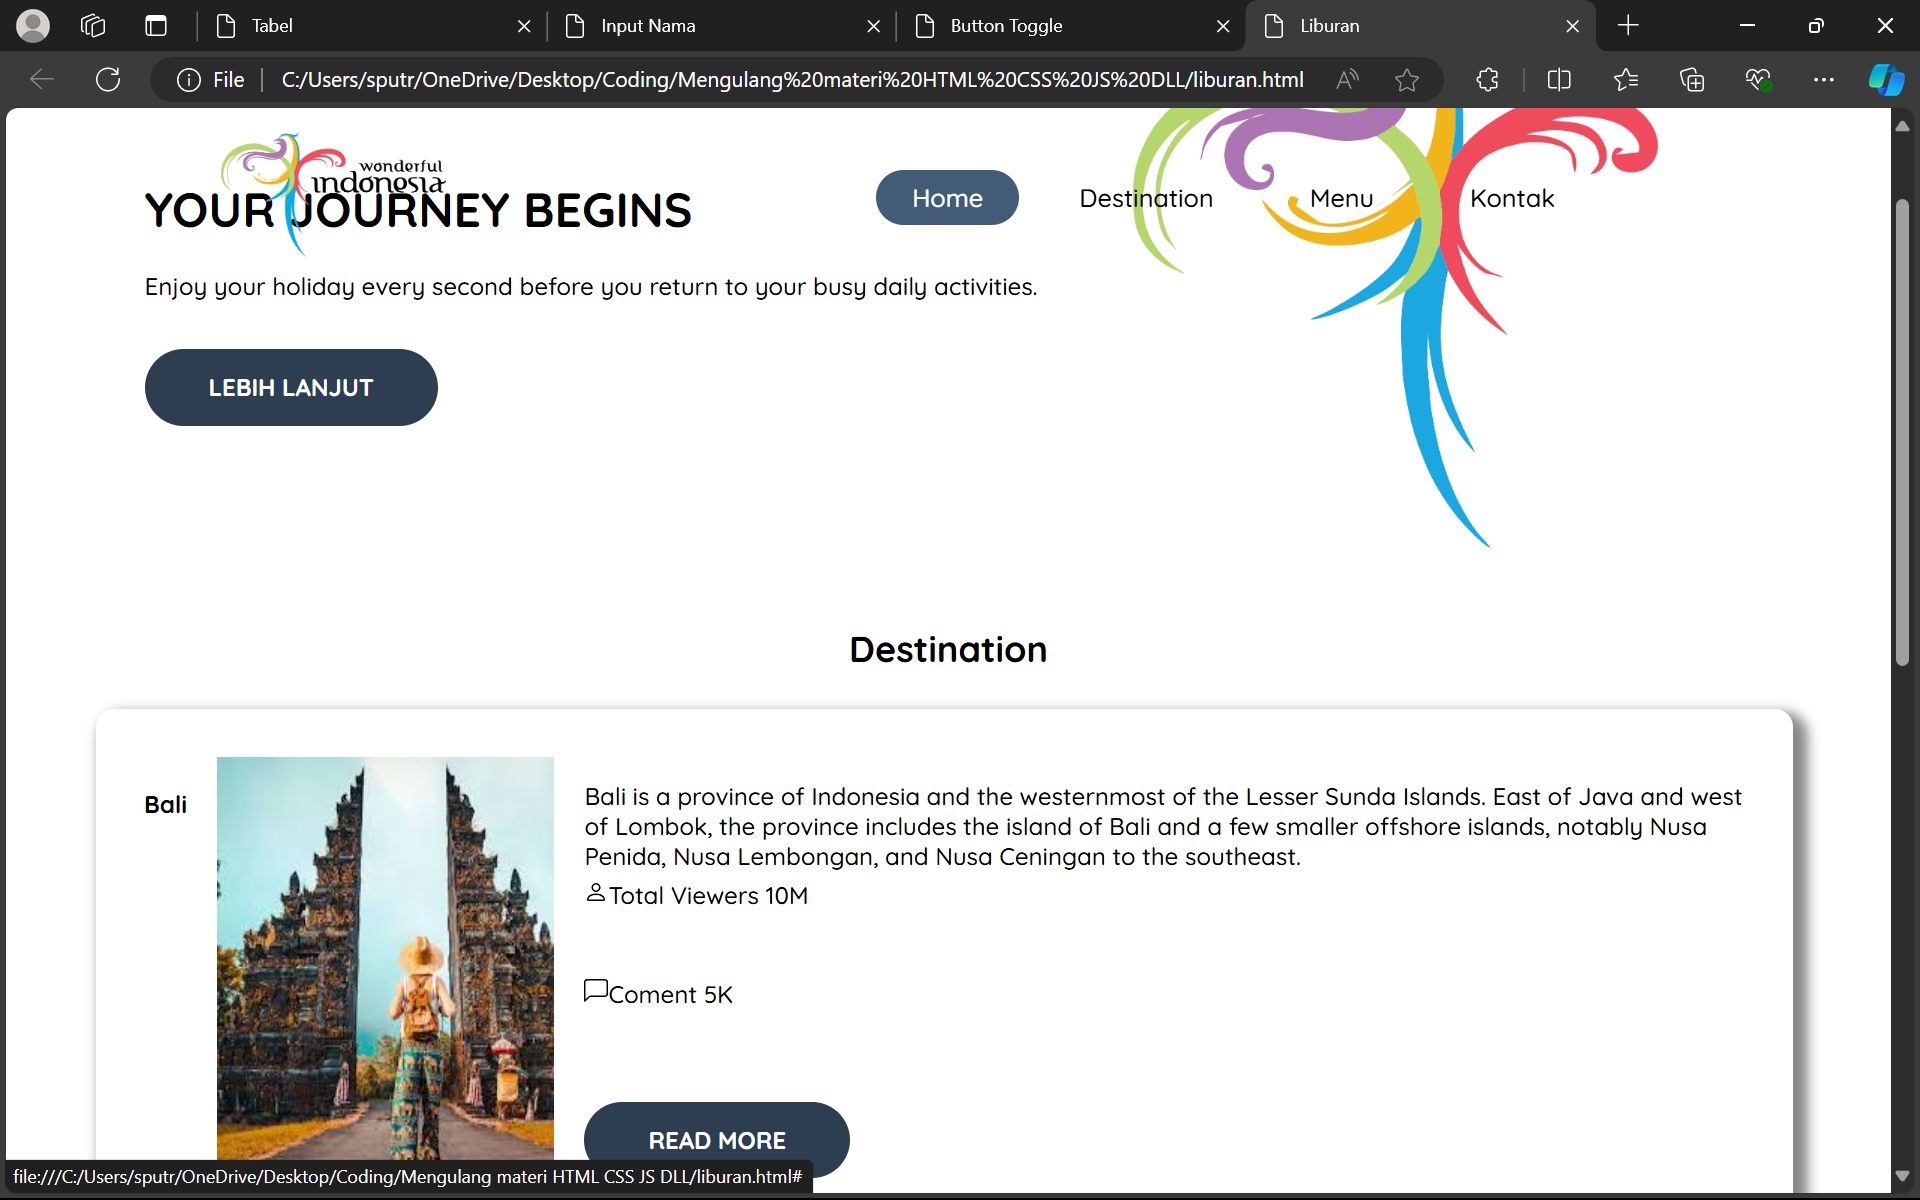 Tabel
Input Nama
Button Toggle
Liburan
File
C:/Users/sputr/OneDrive/Desktop/Coding/Mengulang%20materi%20HTML%20CSS%20JS%20DLL/liburan.html
wonderful
indonesia
Home
Destination
Menu
Kontak
YOUR JOURNEY BEGINS
Enjoy your holiday every second before you return to your busy daily activities.
LEBIH LANJUT
Destination
Bali
Bali is a province of Indonesia and the westernmost of the Lesser Sunda Islands. East of Java and west
of Lombok, the province includes the island of Bali and a few smaller offshore islands, notably Nusa
Penida, Nusa Lembongan, and Nusa Ceningan to the southeast.
Total Viewers 10M
Coment 5K
READ MORE
file:///C:/Users/sputr/OneDrive/Desktop/Coding/Mengulang materi HTML CSS JS DLL/liburan.html#